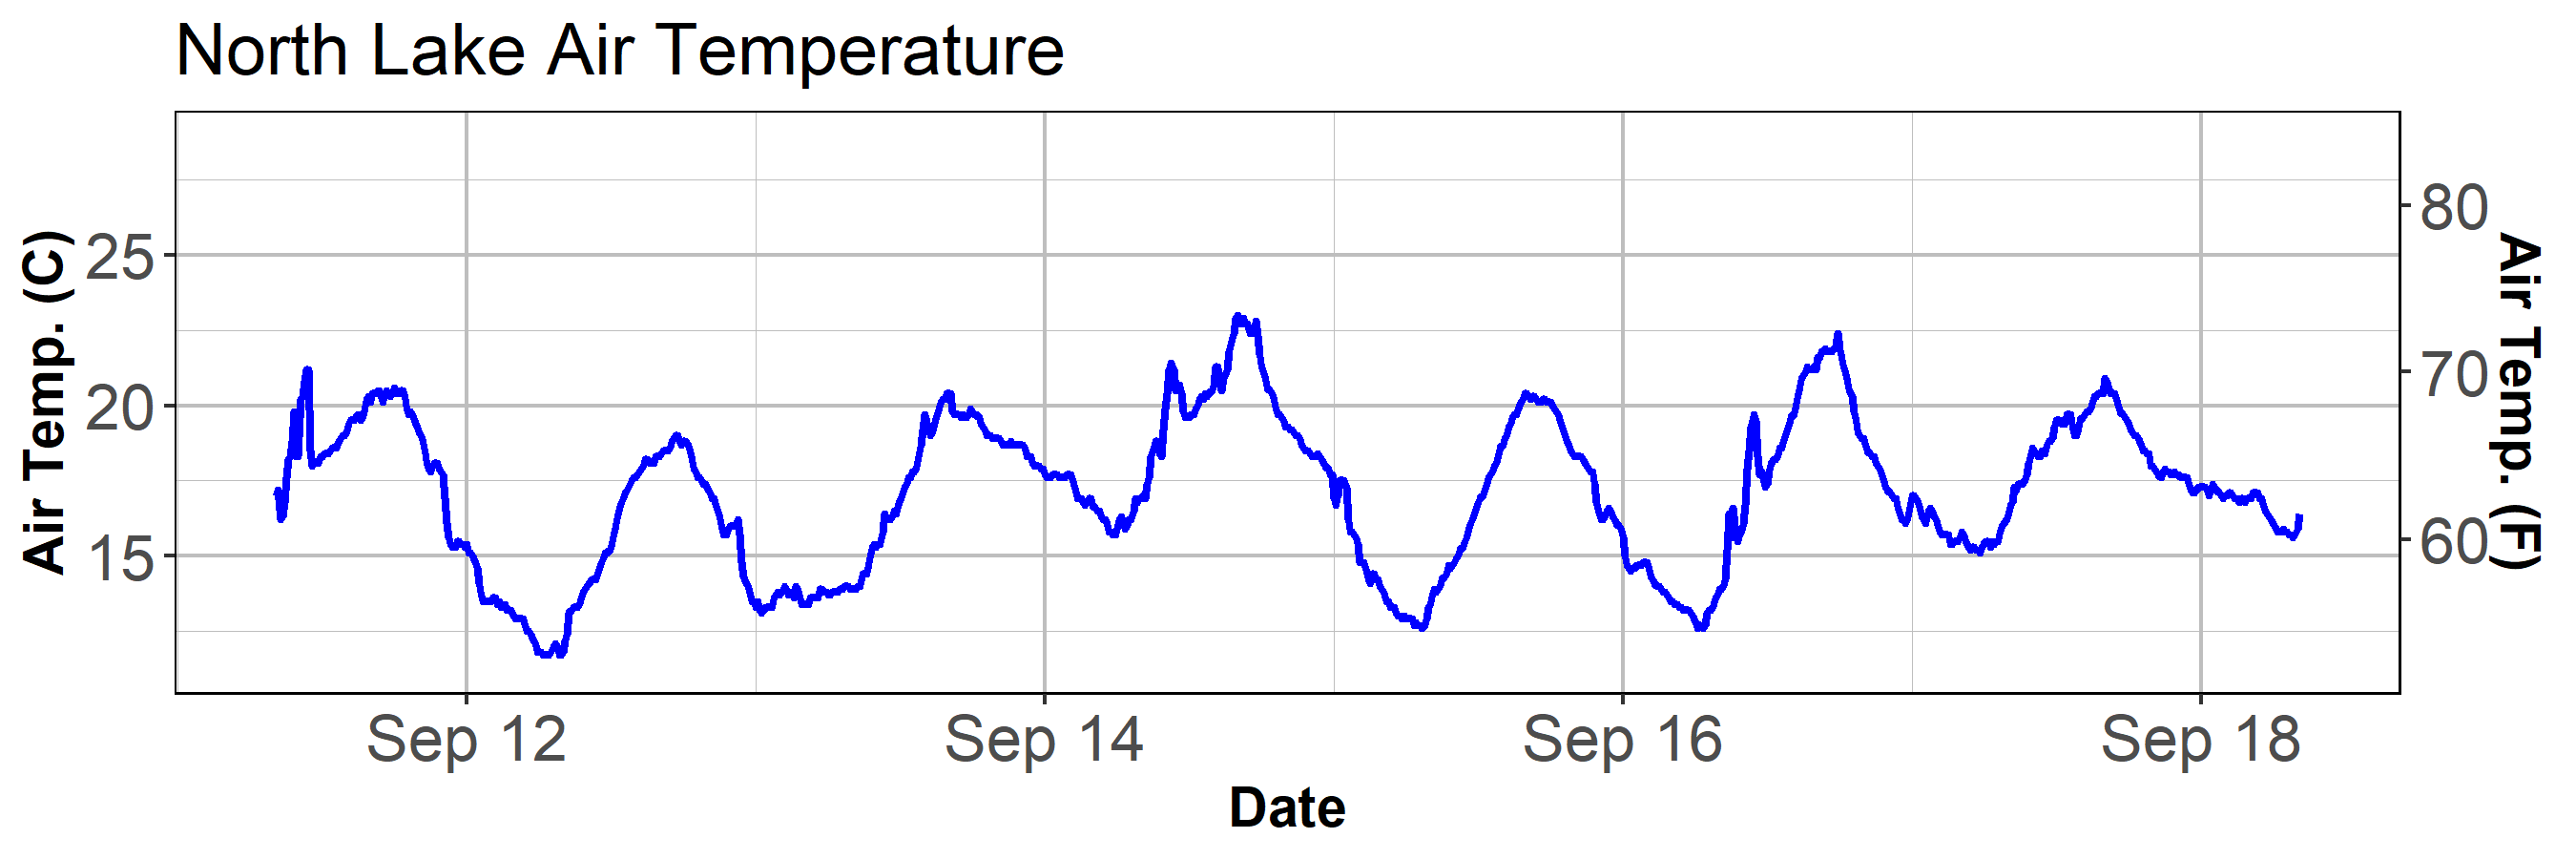 North Lake Air Temperature
Air Temp. (C)
25
20
15
80
70
60
Air Temp. (F)
Sep 12
Sep 14
Sep 16
Sep 18
Date